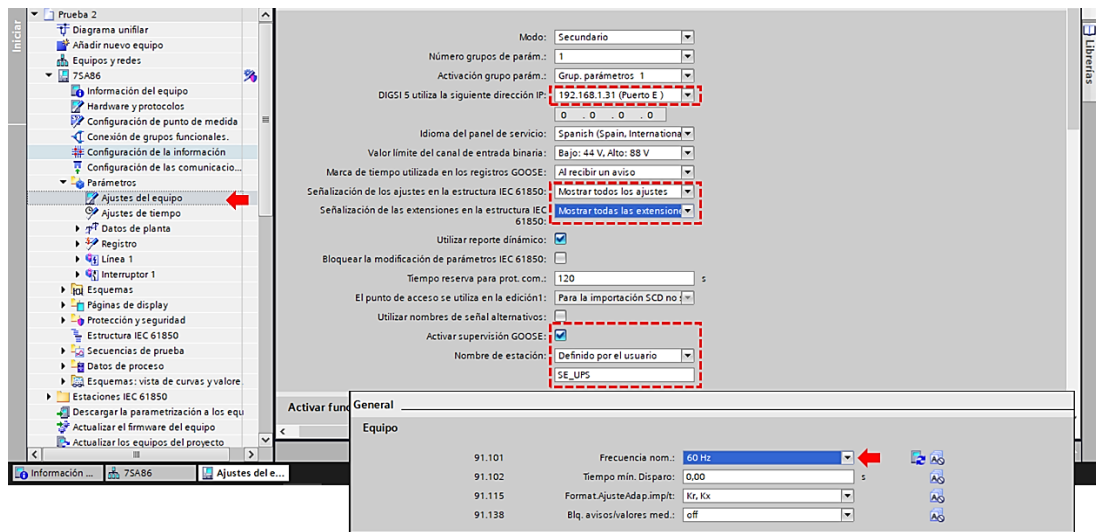 Iniciar
Prueba 2
Diagrama unifilar
Añadir nuevo equipo
Equipos y redes
7SA86
Información del equipo
Hardware y protocolos
Configuración de punto de medida
Conexión de grupos funcionales.
Configuración de la información
Configuración de las comunicacio...
Parámetros
Ajustes del equipo
Ajustes de tiempo
Datos de planta
Registro
Línea 1
Interruptor 1
Esquemas
Páginas de display
Protección y seguridad
Estructura IEC 61850
Secuencias de prueba
Datos de proceso
Esquemas: vista de curvas y valore
Estaciones IEC 61850
Descargar la parametrización a los equ
Actualizar el firmware del equipo
Actualizar los equipos del proyecto
Información ... 7SA86 Ajustes del e...
Modo: Secundario
Número grupos de parám.: 1
Activación grupo parám.: Grup. parámetros 1
DIGSI 5 utiliza la siguiente dirección IP: 192.168.1.31 (Puerto E )
0 . 0 . 0 . 0
Idioma del panel de servicio: Spanish (Spain, Internationa
Valor límite del canal de entrada binaria: Bajo: 44 V, Alto: 88 V
Marca de tiempo utilizada en los registros GOOSE: Al recibir un aviso
Señalización de los ajustes en la estructura IEC 61850: Mostrar todos los ajustes
Señalización de las extensiones en la estructura IEC Mostrar todas las extensione
61850:
Utilizar reporte dínámico:
Bloquear la modificación de parámetros IEC 61850:
Tiempo reserva para prot. com.: 120 s
El punto de acceso se utiliza en la edición1: Para la importación SCD no
Utilizar nombres de señal alternativos:
Activar supervisión GOOSE:
Nombre de estación: Definido por el usuario
SE_UPS
Activar func
General
Equipo
91.101 Frecuencia nom.: 60 Hz
91.102 Tiempo mín. Disparo: 0,00 s
91.115 Format.AjusteAdap.imp/t: Kr, Kx
91.138 Blq. avisos/valores med.: off
Librerías